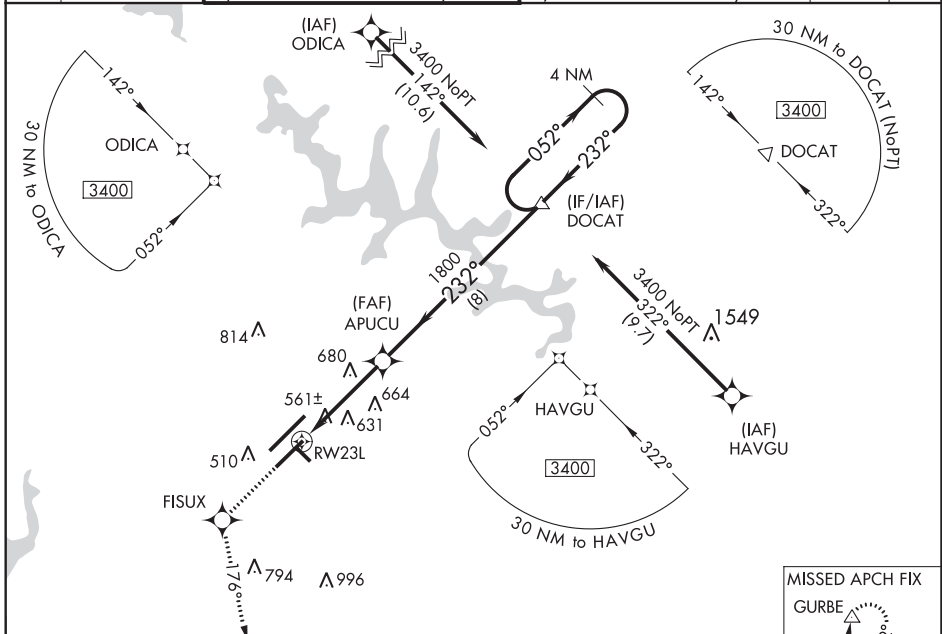 (IAF)
ODICA
3400 NoPT
142°
(10.6)
4 NM
052°
232°
(IF/IAF)
DOCAT
30 NM to DOCAT (NoPT)
142°
3400
DOCAT
322°
142°
ODICA
3400
052°
30 NM to ODICA
1800
232°
(8)
(FAF)
APUCU
3400 NoPT
322°
(9.7)
1549
(IAF)
HAVGU
814
680
664
561±
631
510
RW23L
FISUX
176°
794
996
052°
HAVGU
322°
3400
30 NM to HAVGU
MISSED APCH FIX
GURBE